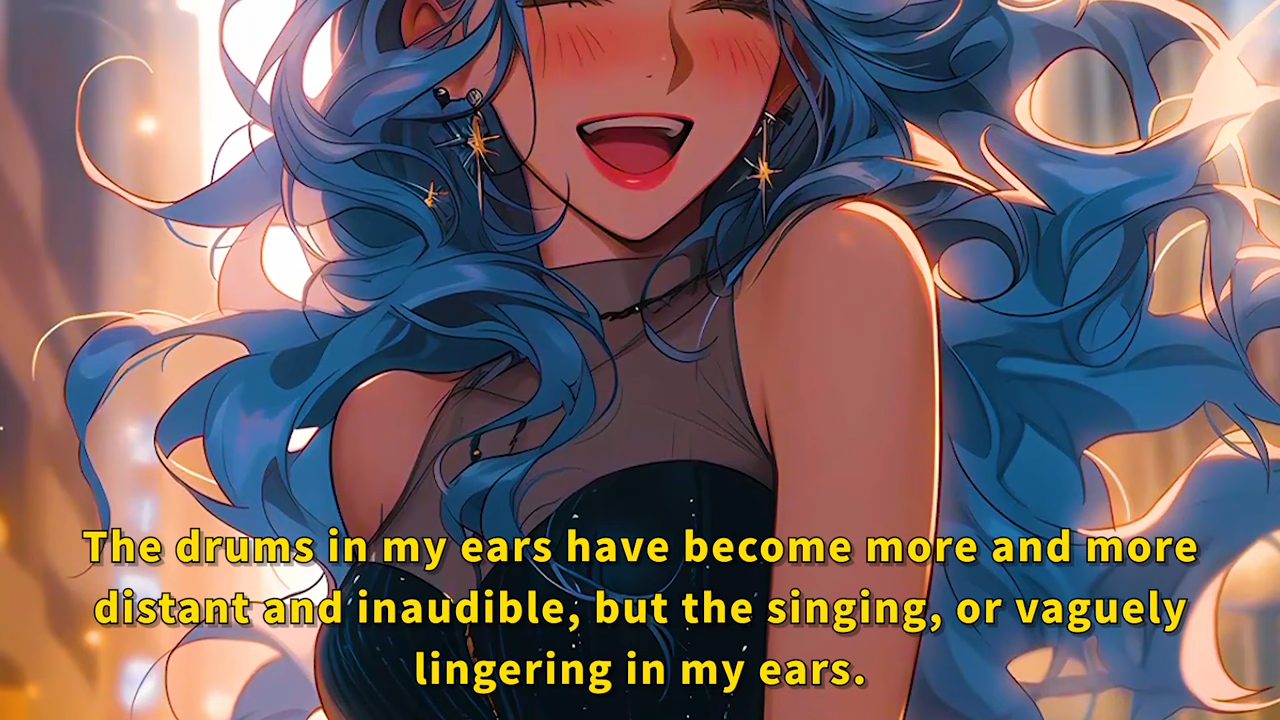 The drums in my ears have become more and more
distant and inaudible, but the singing, or vaguely
lingering in my ears.